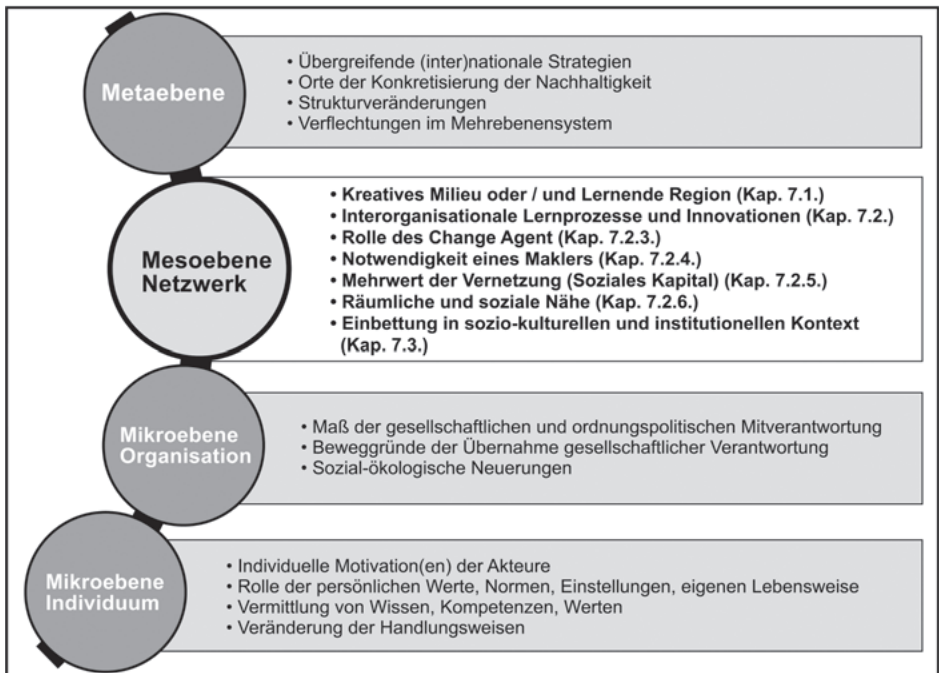 Metaebene
• Übergreifende (inter)nationale Strategien
• Orte der Konkretisierung der Nachhaltigkeit
• Strukturveränderungen
• Verflechtungen im Mehrebenensystem
Mesoebene
Netzwerk
• Kreatives Milieu oder / und Lernende Region (Kap. 7.1.)
• Interorganisationale Lernprozesse und Innovationen (Kap. 7.2.)
• Rolle des Change Agent (Kap. 7.2.3.)
• Notwendigkeit eines Maklers (Kap. 7.2.4.)
• Mehrwert der Vernetzung (Soziales Kapital) (Kap. 7.2.5.)
• Räumliche und soziale Nähe (Kap. 7.2.6.)
• Einbettung in sozio-kulturellen und institutionellen Kontext
(Kap. 7.3.)
Mikroebene
Organisation
• Maß der gesellschaftlichen und ordnungspolitischen Mitverantwortung
• Beweggründe der Übernahme gesellschaftlicher Verantwortung
• Sozial-ökologische Neuerungen
Mikroebene
Individuum
• Individuelle Motivation(en) der Akteure
• Rolle der persönlichen Werte, Normen, Einstellungen, eigenen Lebensweise
• Vermittlung von Wissen, Kompetenzen, Werten
• Veränderung der Handlungsweisen